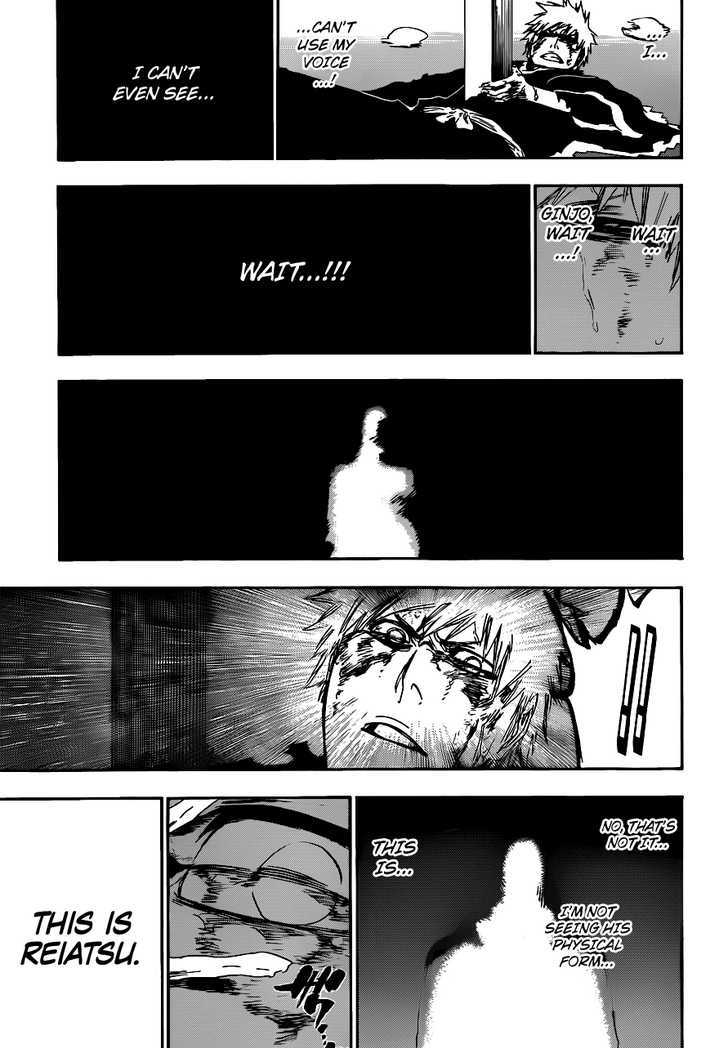 ...
I...
...CAN'T
USE MY
VOICE
...!
I CAN'T
EVEN SEE...
WAIT...
GINJO,
WAIT
...!
WAIT...!!!
NO, THAT'S
NOT IT...
I'M NOT
SEEING HIS
PHYSICAL
FORM...
THIS
IS...
THIS IS
REIATSU.